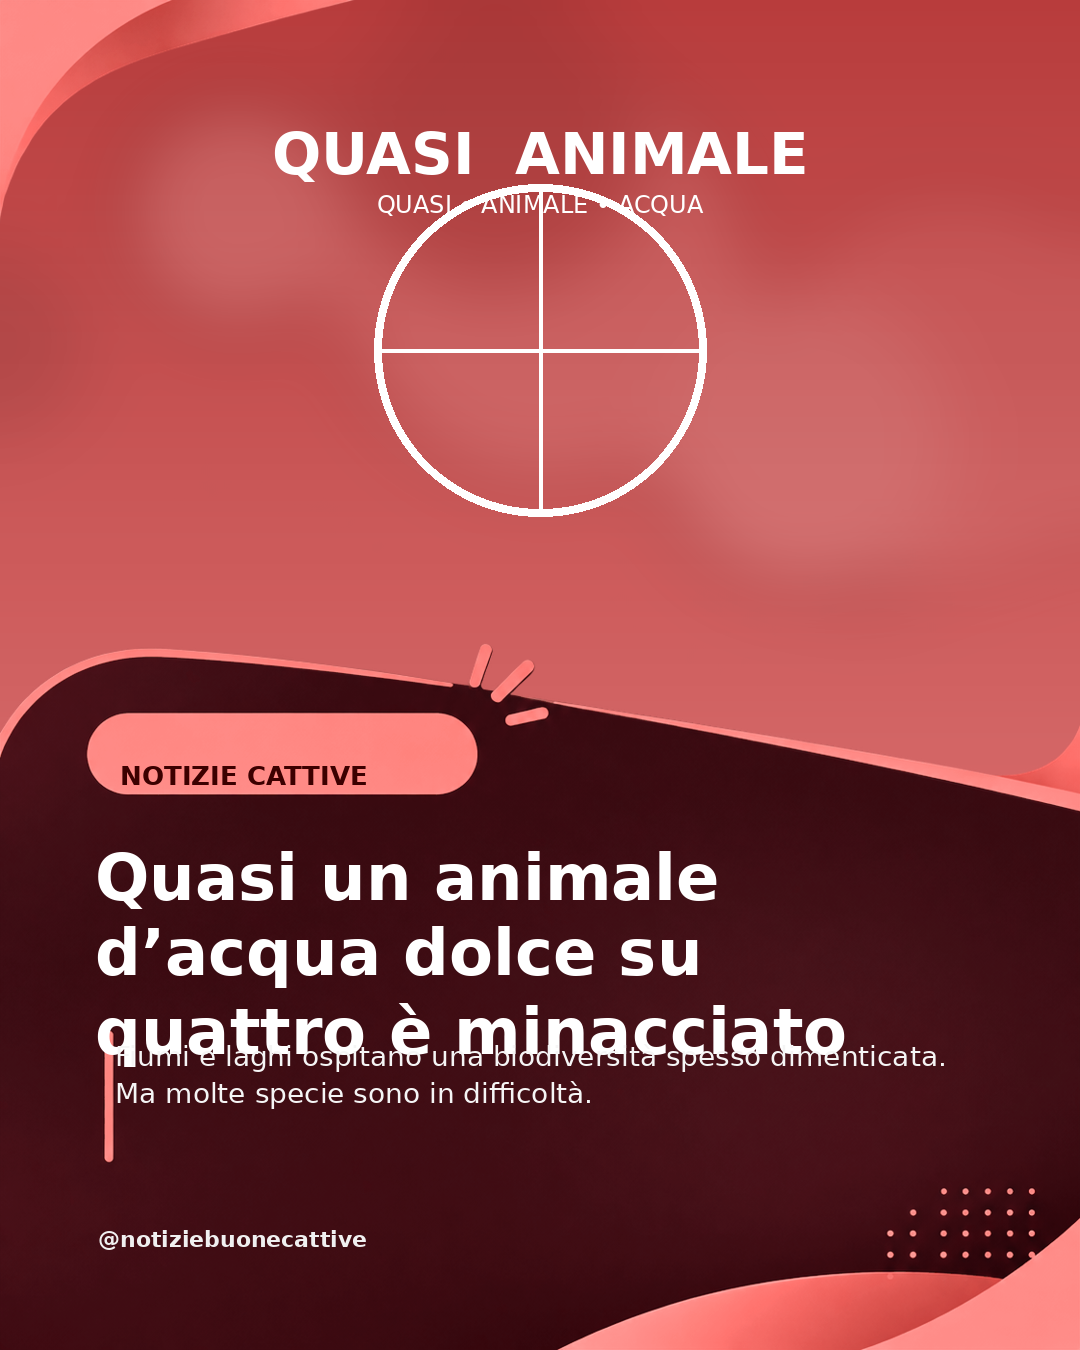 QUASI ANIMALE
QUASI • ANIMALE • ACQUA
NOTIZIE CATTIVE
Quasi un animale
d’acqua dolce su
quattro è minacciato
Fiumi e laghi ospitano una biodiversità spesso dimenticata.
Ma molte specie sono in difficoltà.
@notiziebuonecattive